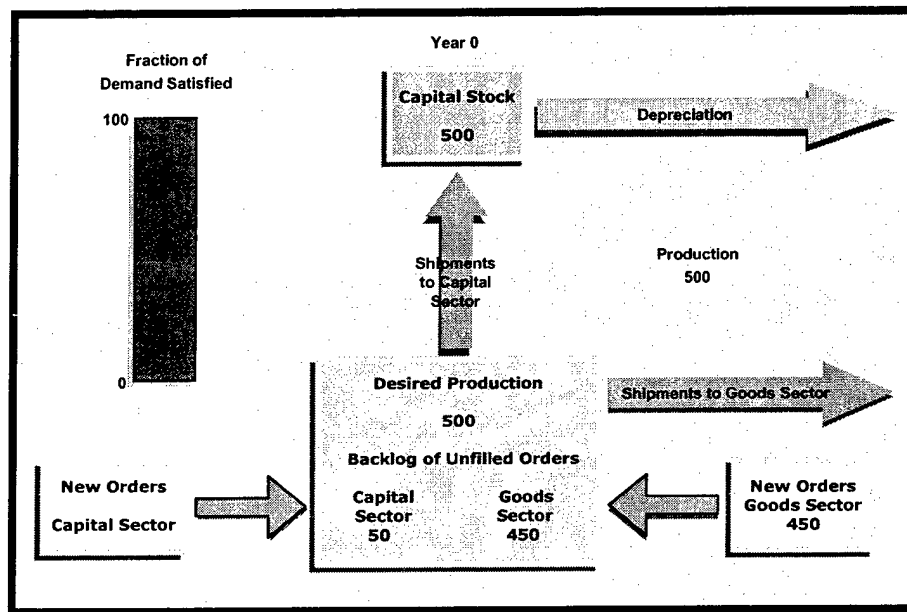 Year 0
Fraction of
Demand Satisfied
100
0
Capital Stock
500
Depreciation
Shipments
to Capital
Sector
Production
500
Desired Production
500
Shipments to Goods Sector
Backlog of Unfilled Orders
Capital
Sector
50
Goods
Sector
450
New Orders
Capital Sector
New Orders
Goods Sector
450